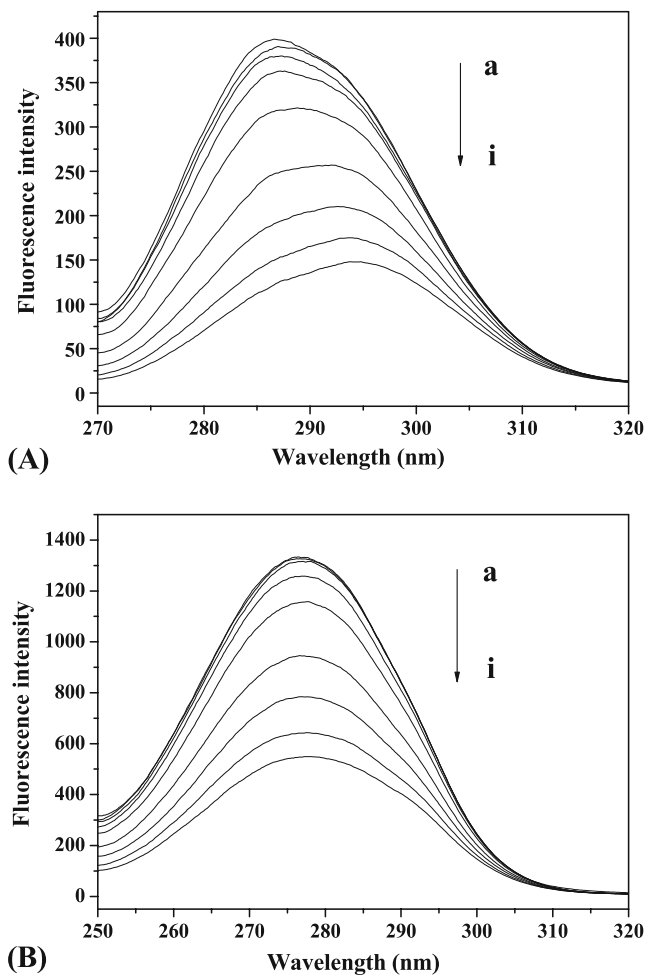 400
350
300
250
200
150
100
50
0
Fluorescence intensity
a
i
270 280 290 300 310 320
Wavelength (nm)
(A)
1400
1200
1000
800
600
400
200
0
Fluorescence intensity
a
i
250 260 270 280 290 300 310 320
Wavelength (nm)
(B)